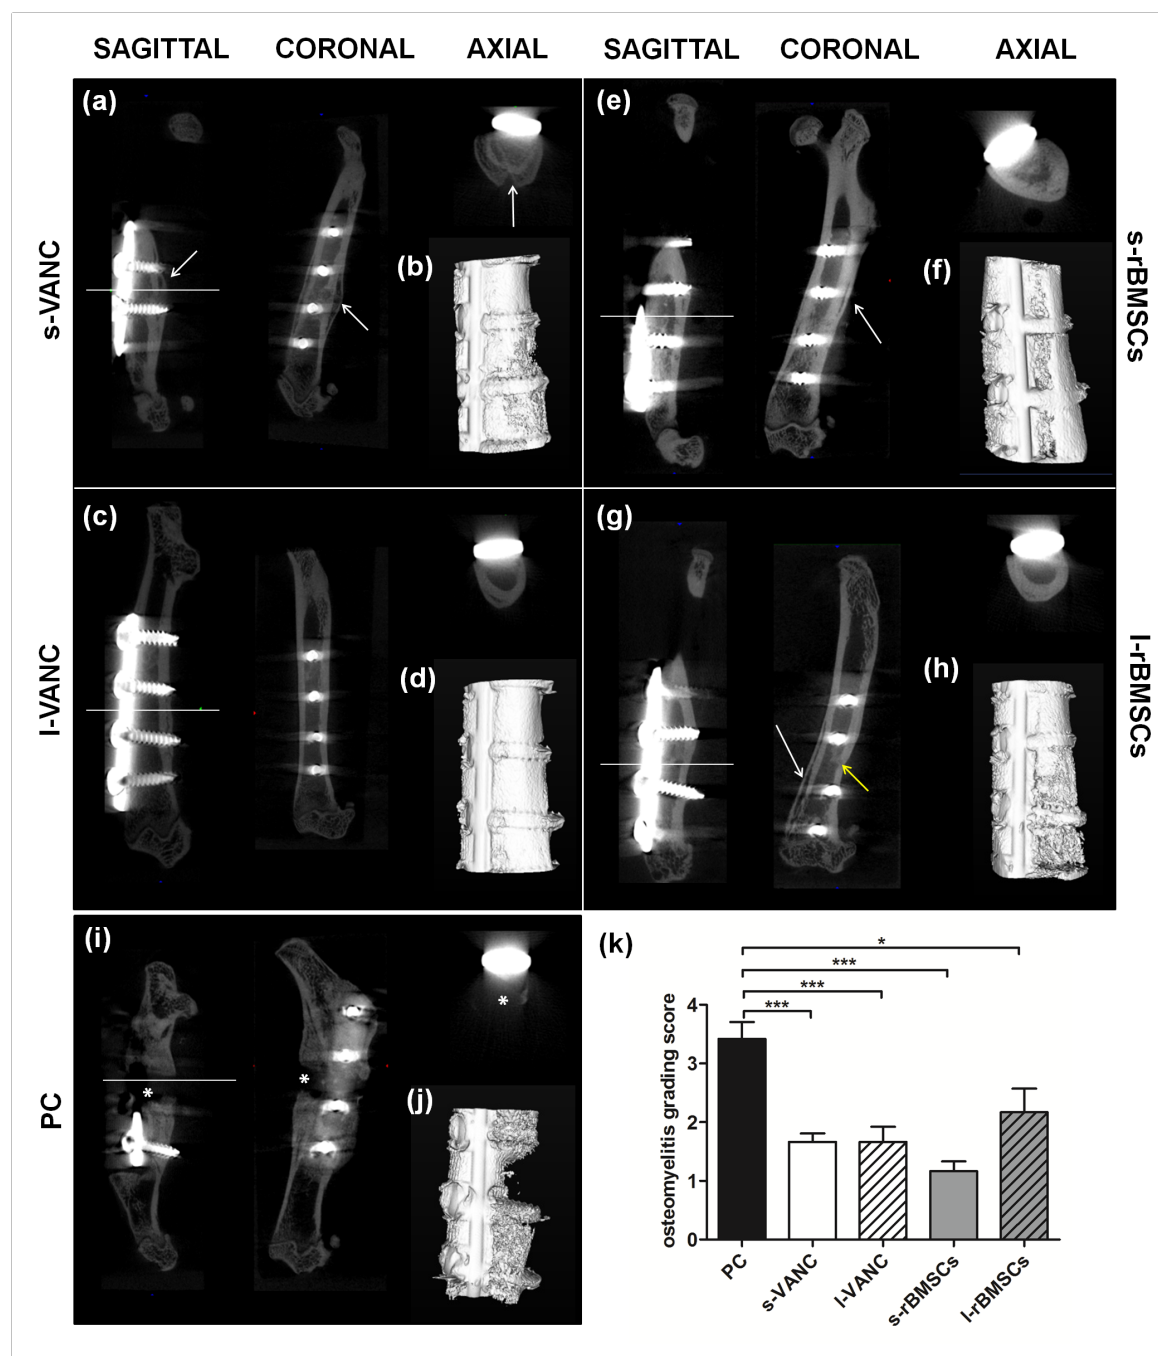 SAGITTAL CORONAL AXIAL SAGITTAL CORONAL AXIAL
(a)
(e)
s-VANC
(b)
(f)
s-rBMSCs
(c)
(g)
l-VANC
(d)
(h)
l-rBMSCs
(i)
*
PC
*
*
(j)
(k)
*
***
***
***
osteomyelitis grading score
4
3
2
1
0
PC
s-VANC
l-VANC
s-rBMSCs
l-rBMSCs